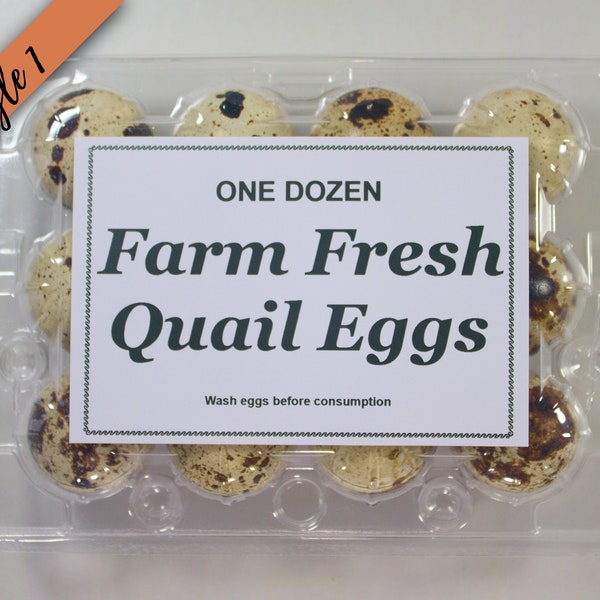 ONE DOZEN
Farm Fresh
Quail Eggs
Wash eggs before consumption